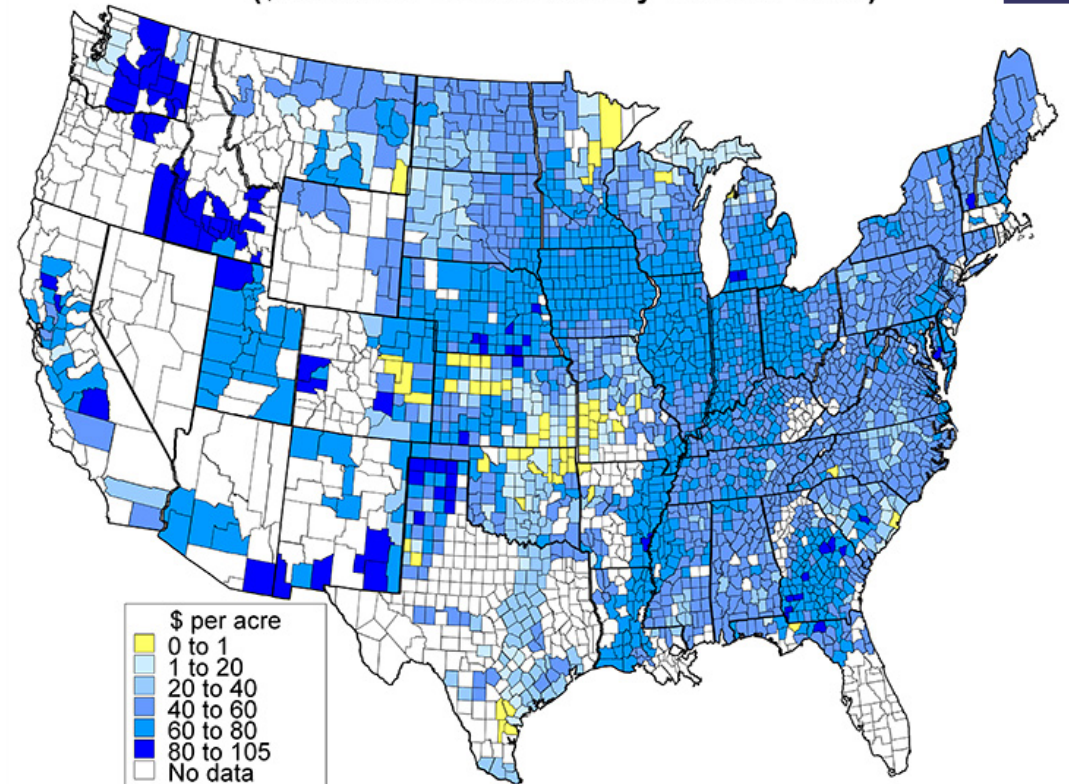 $ per acre
0 to 1
1 to 20
20 to 40
40 to 60
60 to 80
80 to 105
No data